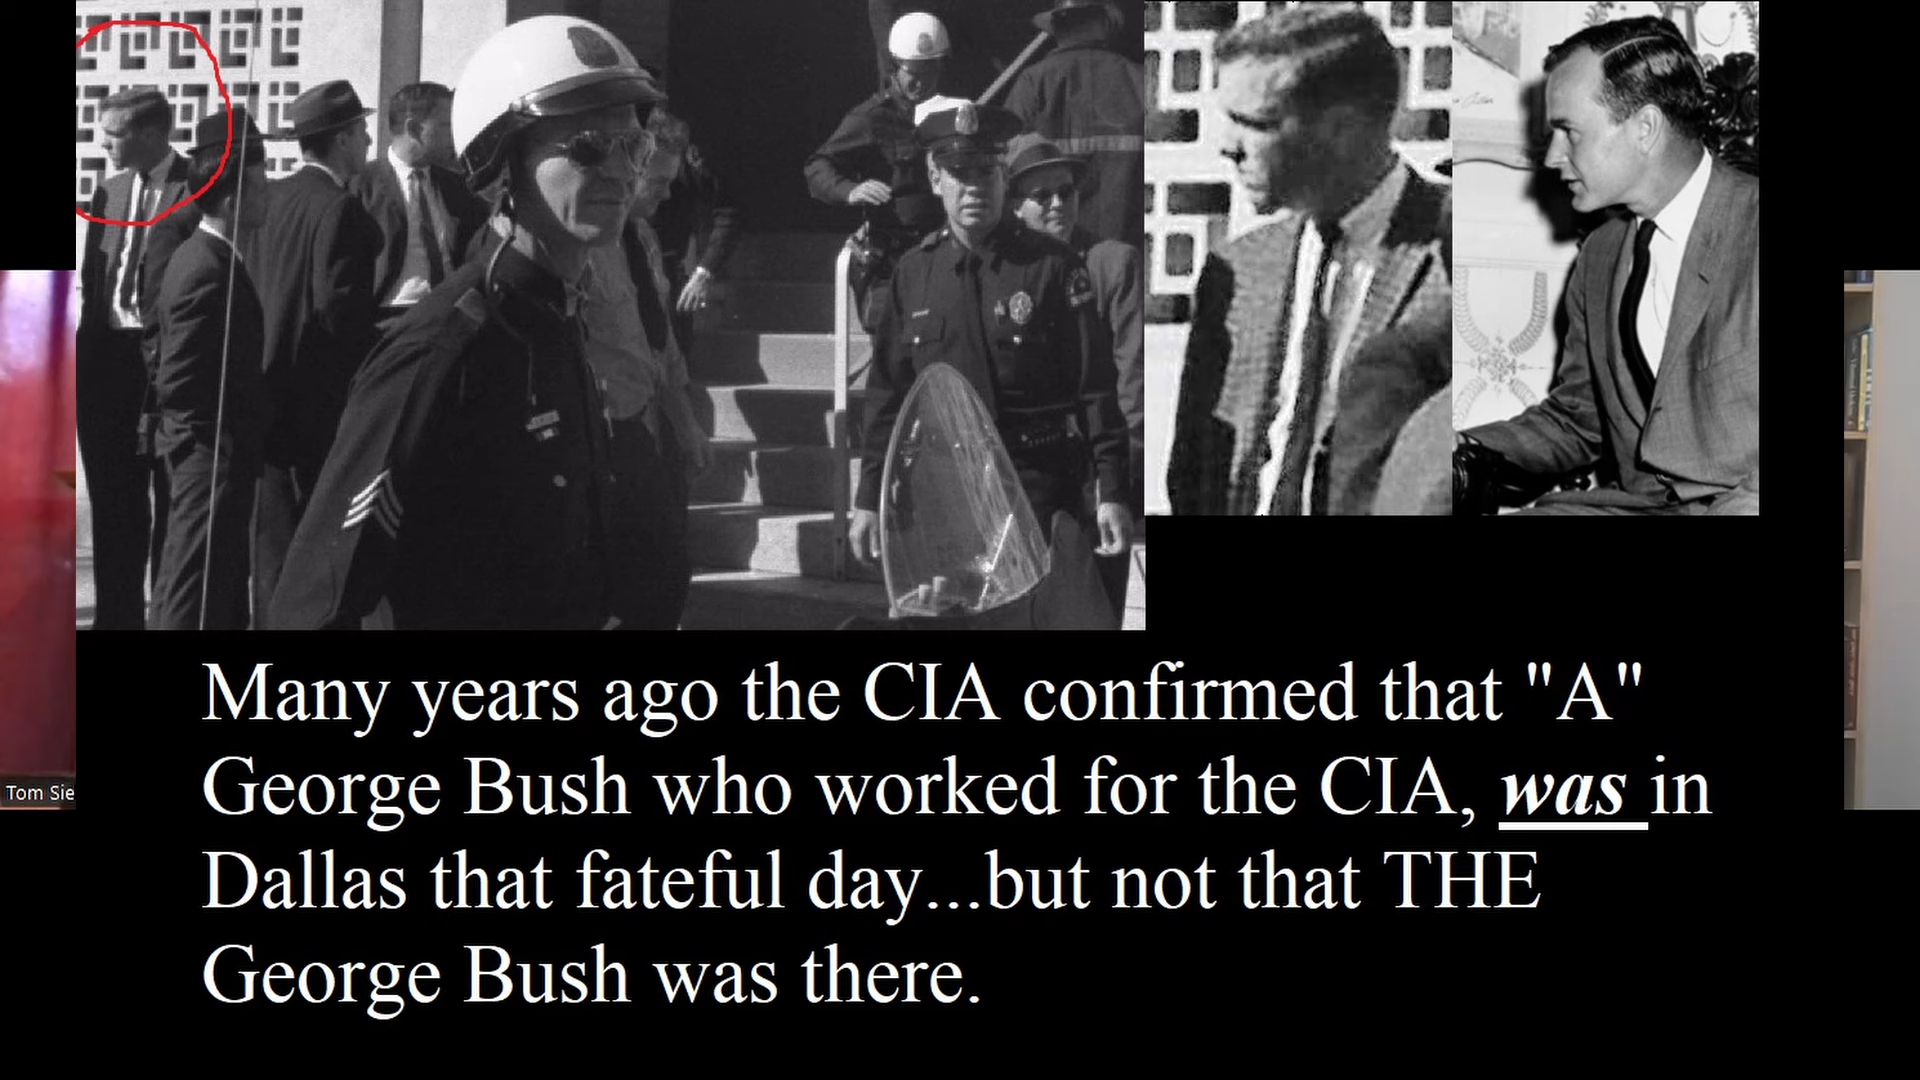 Many years ago the CIA confirmed that "A"
George Bush who worked for the CIA, was in
Dallas that fateful day...but not that THE
George Bush was there.
Tom Sie